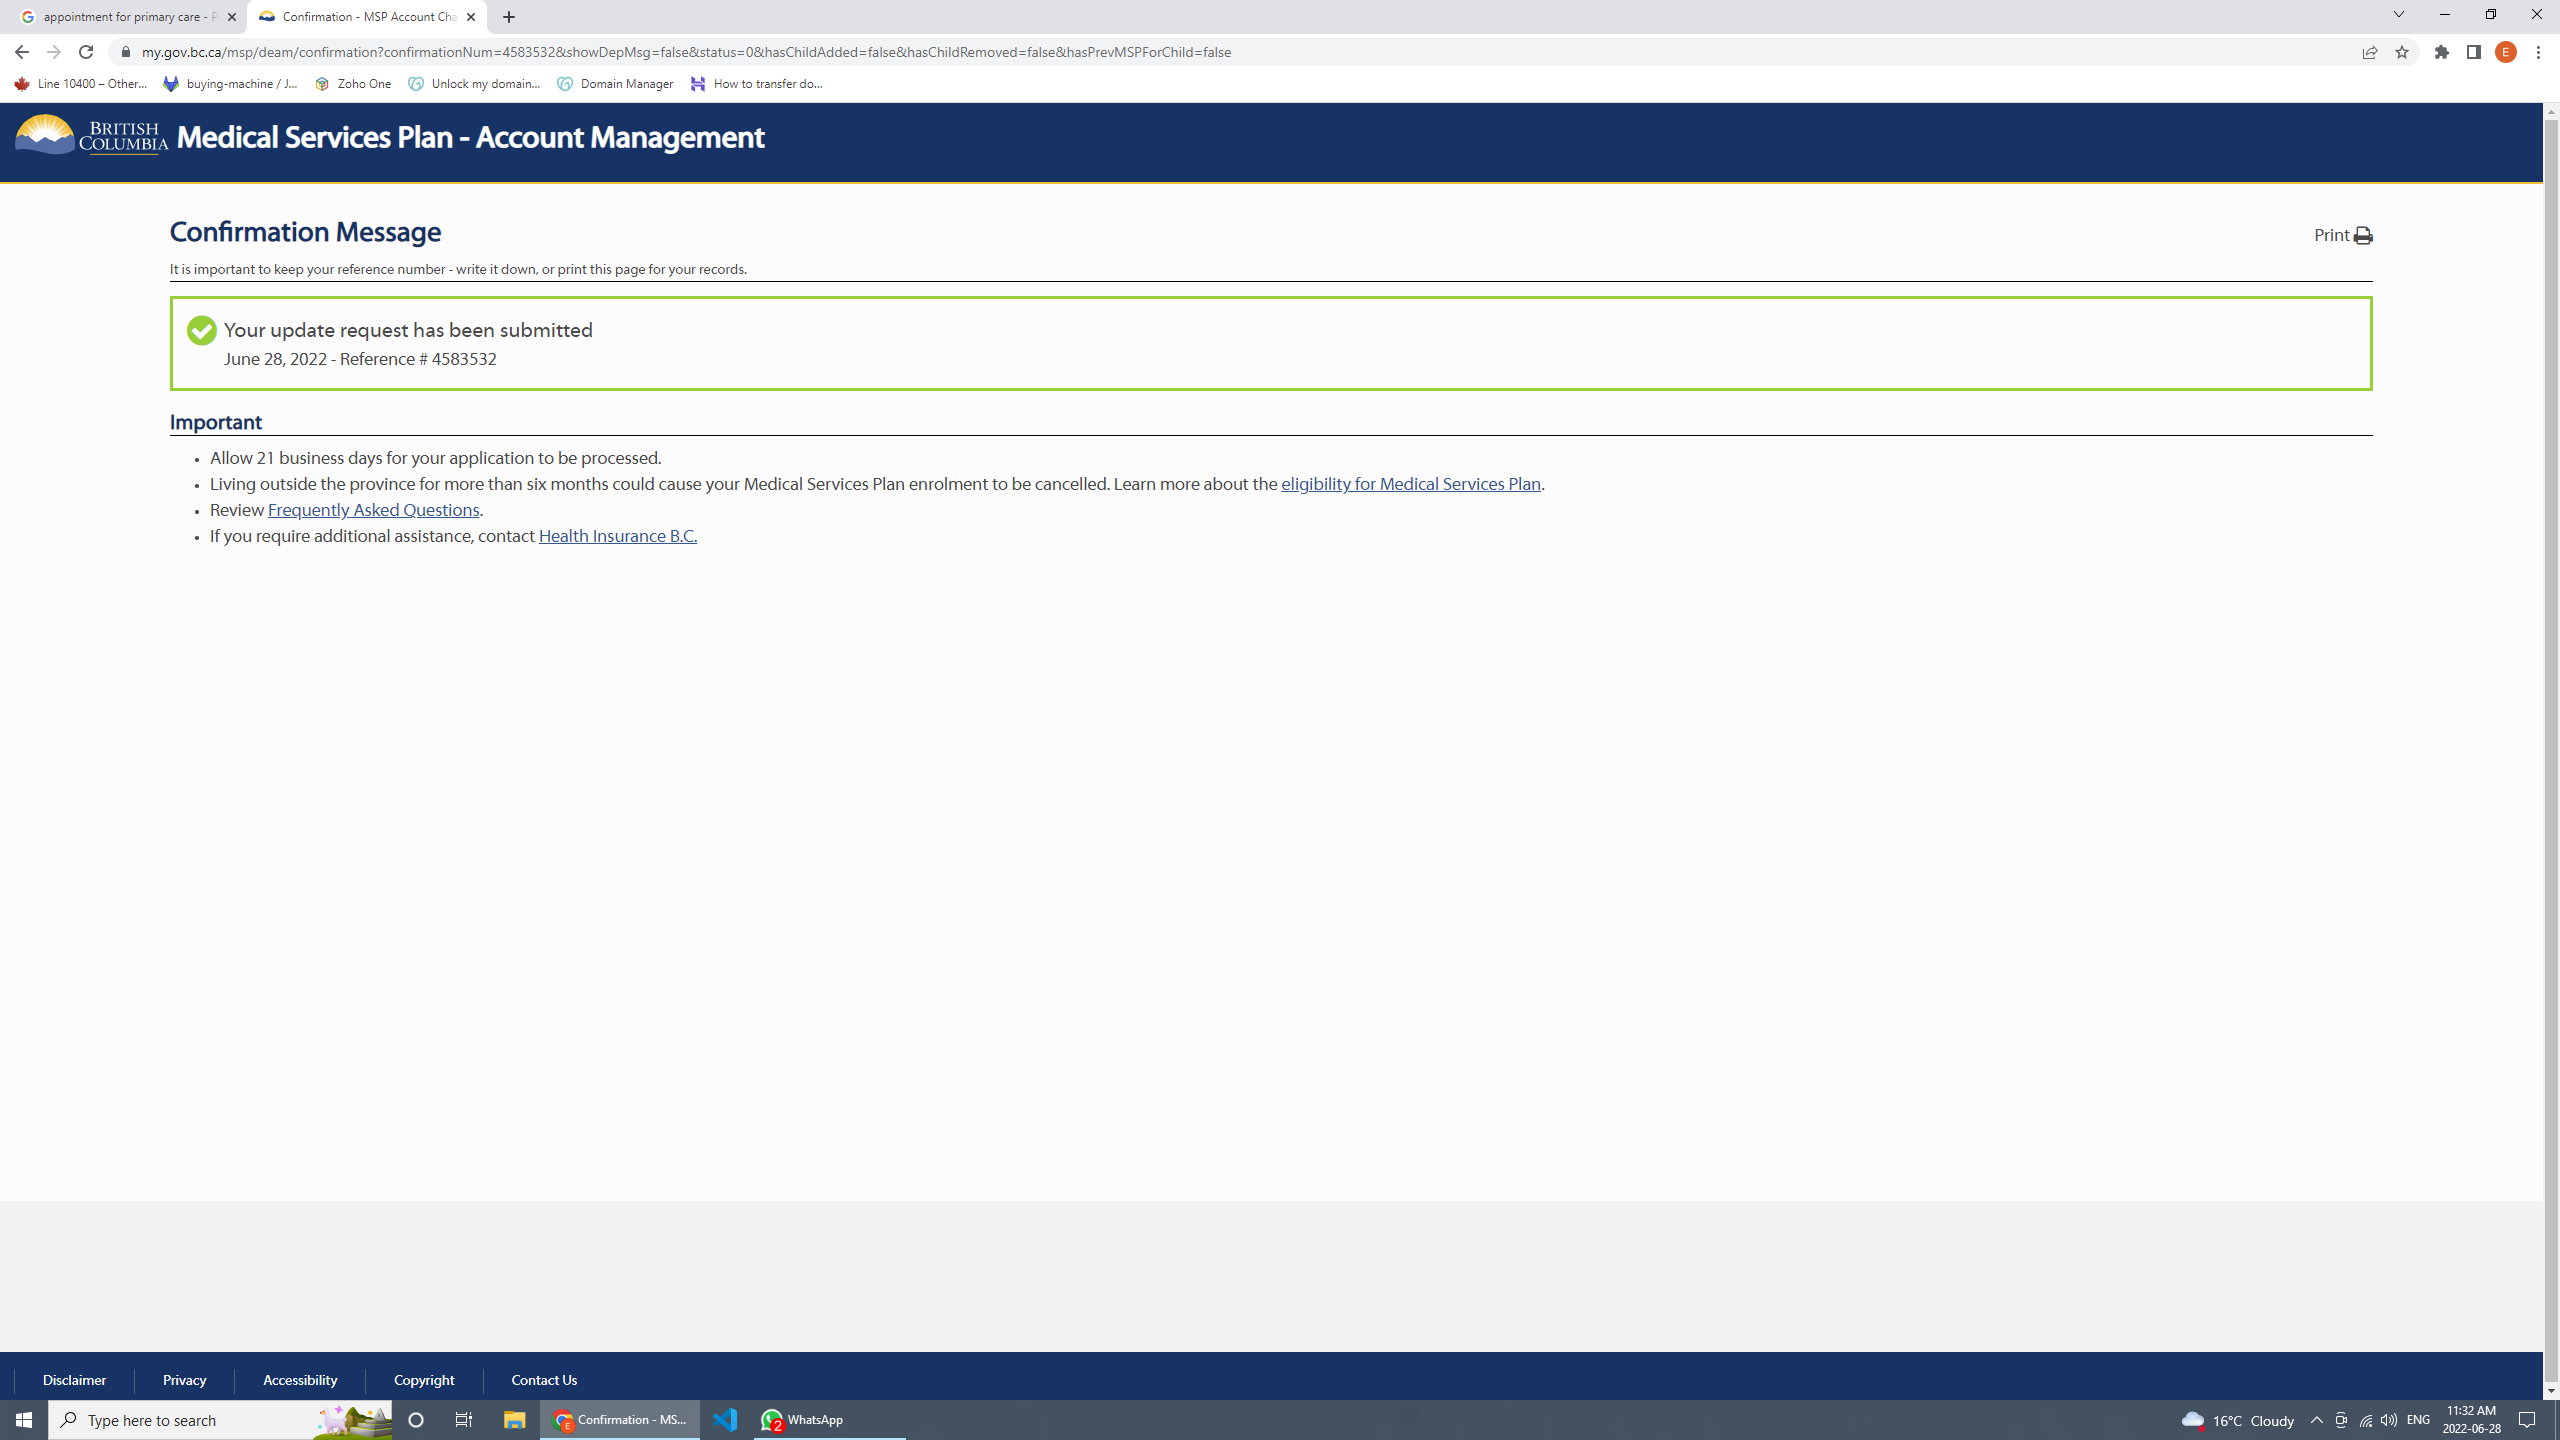 appointment for primary care - P
Confirmation - MSP Account Cha
my.gov.bc.ca/msp/deam/confirmation?confirmationNum=4583532&showDepMsg=false&status=0&hasChildAdded=false&hasChildRemoved=false&hasPrevMSPForChild=false
E
Line 10400 – Other...
buying-machine / J...
Zoho One
Unlock my domain...
Domain Manager
How to transfer do...
BRITISH
COLUMBIA
Medical Services Plan - Account Management
Confirmation Message
Print
It is important to keep your reference number - write it down, or print this page for your records.
Your update request has been submitted
June 28, 2022 - Reference # 4583532
Important
• Allow 21 business days for your application to be processed.
• Living outside the province for more than six months could cause your Medical Services Plan enrolment to be cancelled. Learn more about the eligibility for Medical Services Plan.
• Review Frequently Asked Questions.
• If you require additional assistance, contact Health Insurance B.C.
Disclaimer
Privacy
Accessibility
Copyright
Contact Us
Type here to search
E
Confirmation - MS...
2
WhatsApp
16°C Cloudy
ENG
11:32 AM
2022-06-28